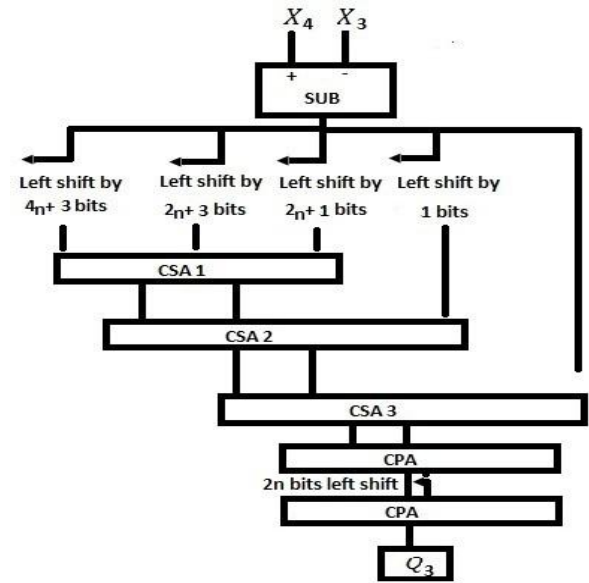 X4 X3
+ -
SUB
Left shift by 4n+ 3 bits
Left shift by 2n+ 3 bits
Left shift by 2n+ 1 bits
Left shift by 1 bits
CSA 1
CSA 2
CSA 3
CPA
2n bits left shift
CPA
Q3